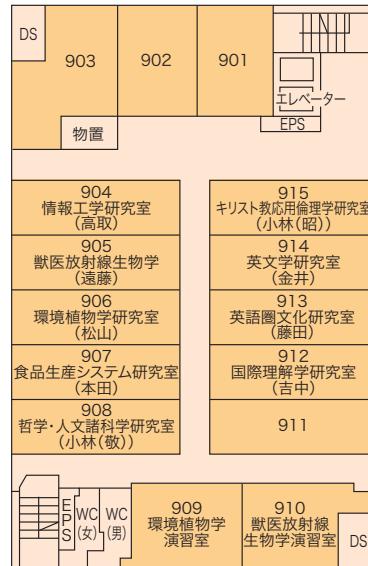 DS
903
902
901
エレベーター
EPS
物置
904
情報工学研究室
(高取)
915
キリスト教応用倫理学研究室
(小林(昭))
905
獣医放射線生物学
(遠藤)
914
英文学研究室
(金井)
906
環境植物学研究室
(松山)
913
英語圏文化研究室
(藤田)
907
食品生産システム研究室
(本田)
912
国際理解学研究室
(吉中)
908
哲学・人文諸科学研究室
(小林(敬))
911
EPS
WC
(女)
WC
(男)
909
環境植物学
演習室
910
獣医放射線
生物学演習室
DS